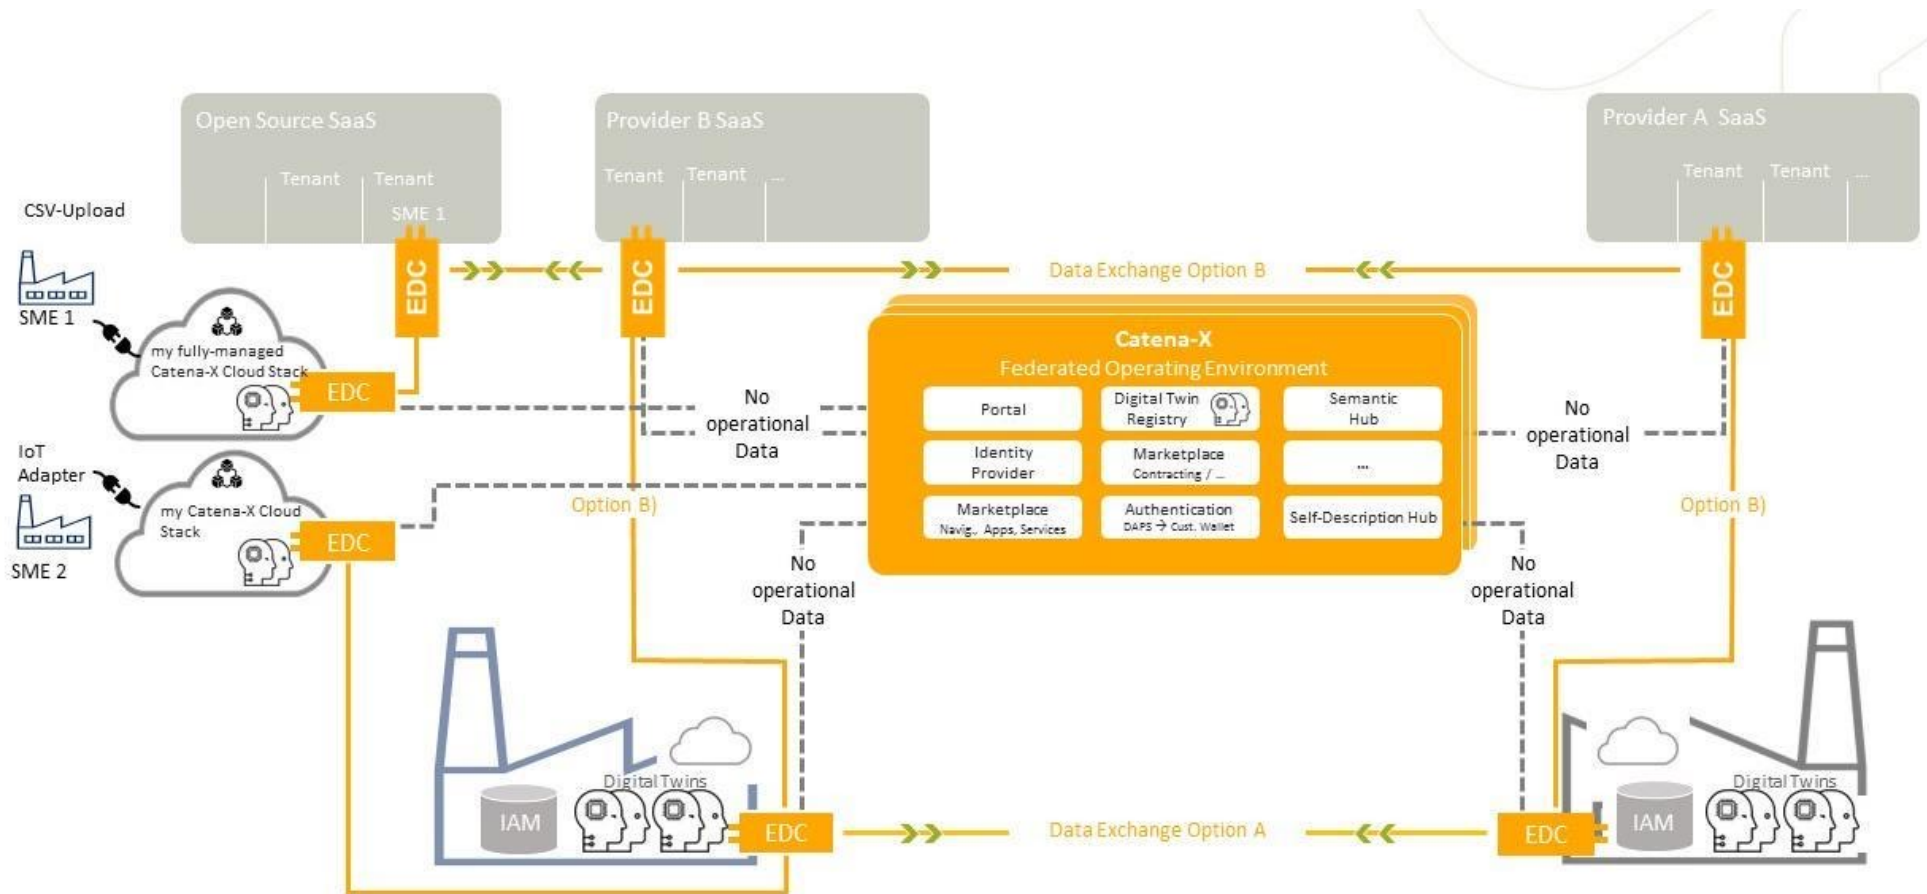 Open Source SaaS
Tenant
Tenant
SME 1
Provider B SaaS
Tenant
Tenant
...
Provider A SaaS
Tenant
Tenant
...
CSV-Upload
SME 1
my fully-managed
Catena-X Cloud Stack
EDC
EDC
EDC
Data Exchange Option B
EDC
IoT
Adapter
SME 2
my Catena-X Cloud
Stack
EDC
No
operational
Data
Option B)
Catena-X
Federated Operating Environment
Portal
Digital Twin
Registry
Semantic
Hub
Identity
Provider
Marketplace
Contracting / ...
...
Marketplace
Navig., Apps, Services
Authentication
DAPS → Cust. Wallet
Self-Description Hub
No
operational
Data
Option B)
No
operational
Data
No
operational
Data
Digital Twins
IAM
EDC
Data Exchange Option A
EDC
Digital Twins
IAM